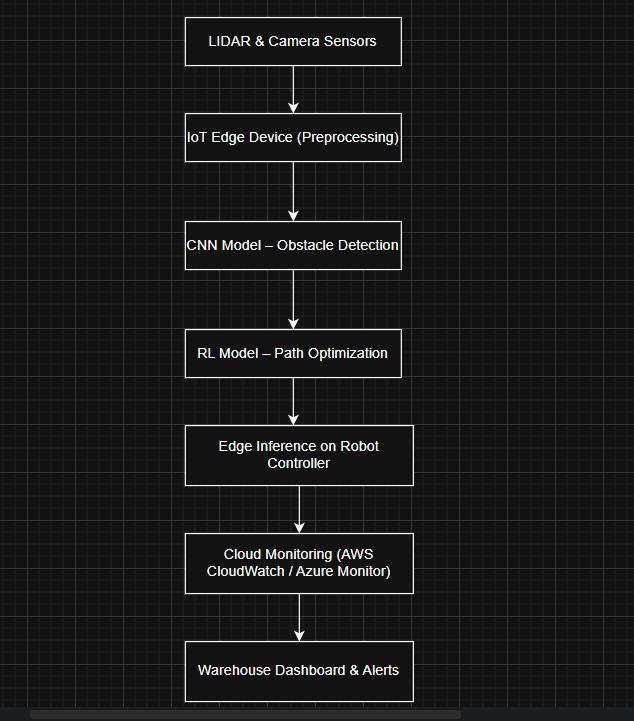 LIDAR & Camera Sensors
IoT Edge Device (Preprocessing)
CNN Model – Obstacle Detection
RL Model – Path Optimization
Edge Inference on Robot
Controller
Cloud Monitoring (AWS
CloudWatch / Azure Monitor)
Warehouse Dashboard & Alerts